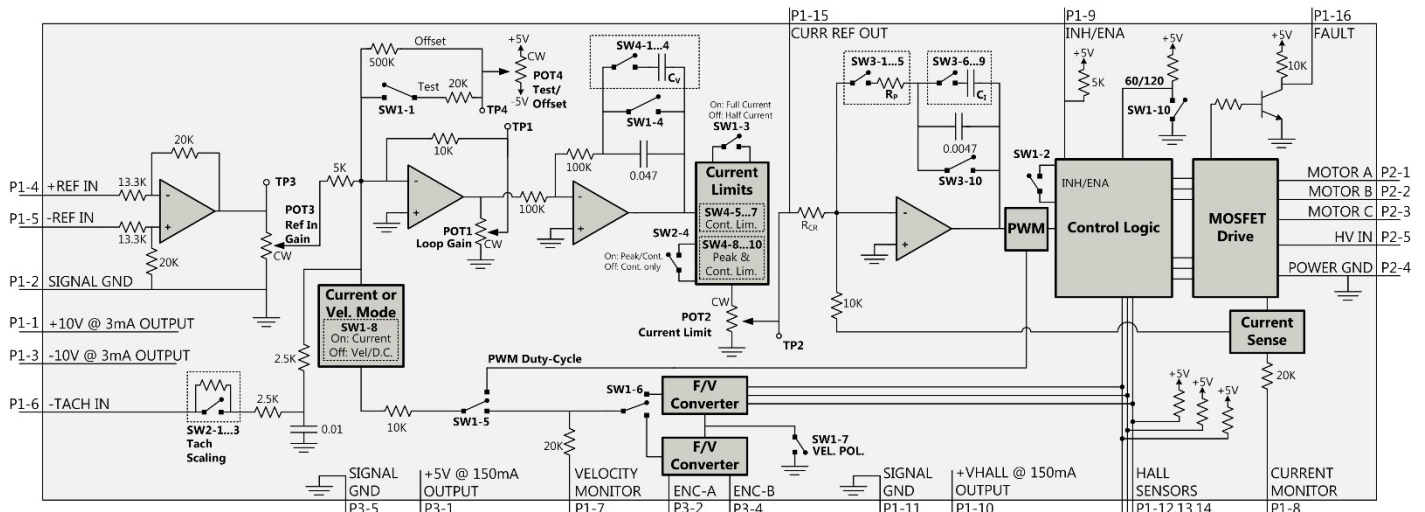 P1-15
P1-9
P1-16
CURR REF OUT
INH/ENA
FAULT
Offset
500K
Test
20K
SW1-1
TP4
+5V
CW
-5V
POT4
Test/
Offset
SW4-1...4
CV
SW1-4
100K
0.047
On: Full Current
Off: Half Current
SW1-3
SW3-1...5
RP
SW3-6...9
CI
0.0047
SW3-10
+5V
5K
60/120
+5V
SW1-10
+5V
10K
20K
P1-4
+REF IN
13.3K
P1-5
-REF IN
13.3K
20K
-
+
TP3
POT3
Ref In
Gain
CW
5K
TP1
10K
-
+
POT1
Loop Gain
CW
100K
-
+
Current
Limits
SW4-5...7
Cont. Lim.
SW4-8...10
Peak &
Cont. Lim.
SW2-4
On: Peak/Cont.
Off: Cont. only
CW
POT2
Current Limit
TP2
RCR
-
+
10K
SW1-2
PWM
INH/ENA
Control Logic
MOSFET
Drive
MOTOR A
P2-1
MOTOR B
P2-2
MOTOR C
P2-3
HV IN
P2-5
POWER GND
P2-4
P1-2
SIGNAL GND
P1-1
+10V @ 3mA OUTPUT
P1-3
-10V @ 3mA OUTPUT
P1-6
-TACH IN
SW2-1...3
Tach
Scaling
2.5K
2.5K
0.01
Current or
Vel. Mode
SW1-8
On: Current
Off: Vel/D.C.
10K
PWM Duty-Cycle
SW1-5
20K
SW1-6
F/V
Converter
F/V
Converter
SW1-7
VEL. POL.
Current
Sense
20K
+5V
+5V
+5V
SIGNAL
GND
P3-5
+5V @ 150mA
OUTPUT
P3-1
VELOCITY
MONITOR
P1-7
ENC-A
P3-2
ENC-B
P3-4
SIGNAL
GND
P1-11
+VHALL @ 150mA
OUTPUT
P1-10
HALL
SENSORS
P1-12,13,14
CURRENT
MONITOR
P1-8